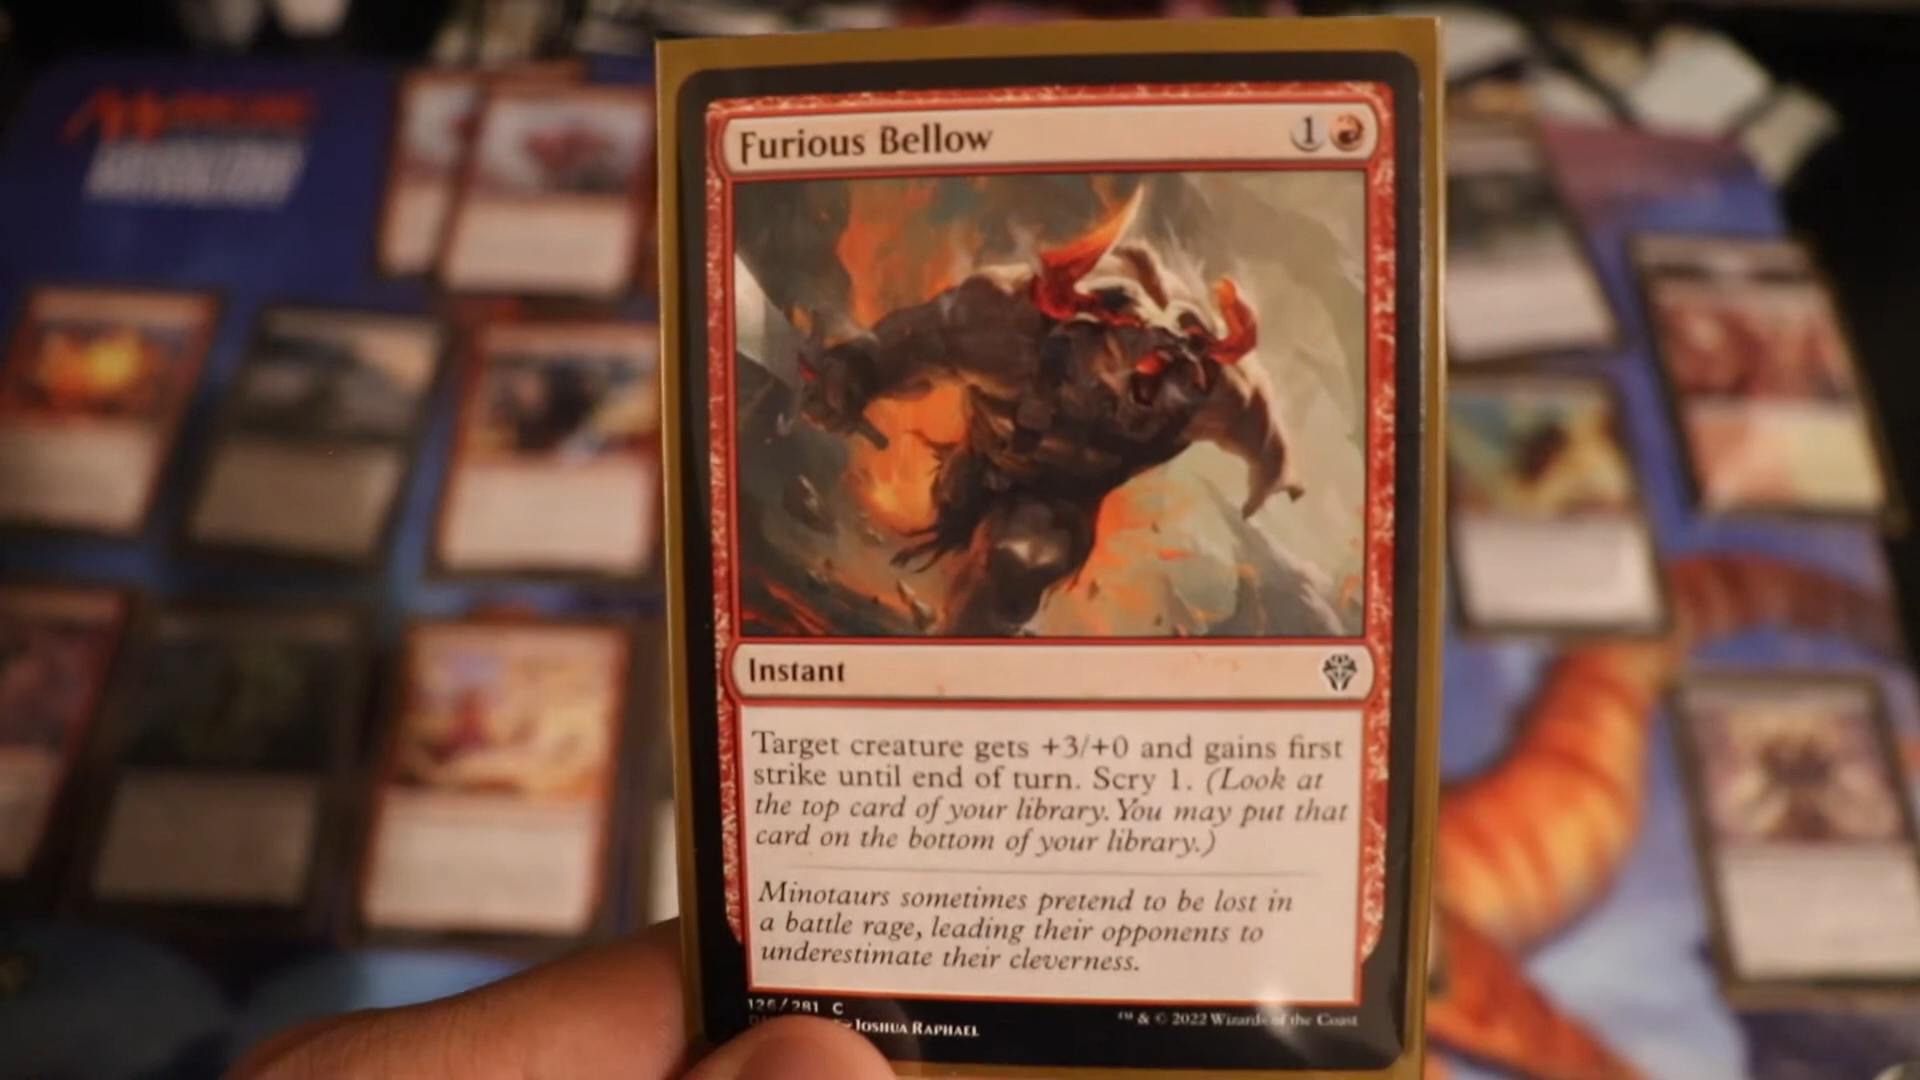 Furious Bellow 1
Instant
Target creature gets +3/+0 and gains first
strike until end of turn. Scry 1. (Look at
the top card of your library. You may put that
card on the bottom of your library.)
Minotaurs sometimes pretend to be lost in
a battle rage, leading their opponents to
underestimate their cleverness.
126/281 C
Joshua Raphael
™ & © 2022 Wizards of the Coast